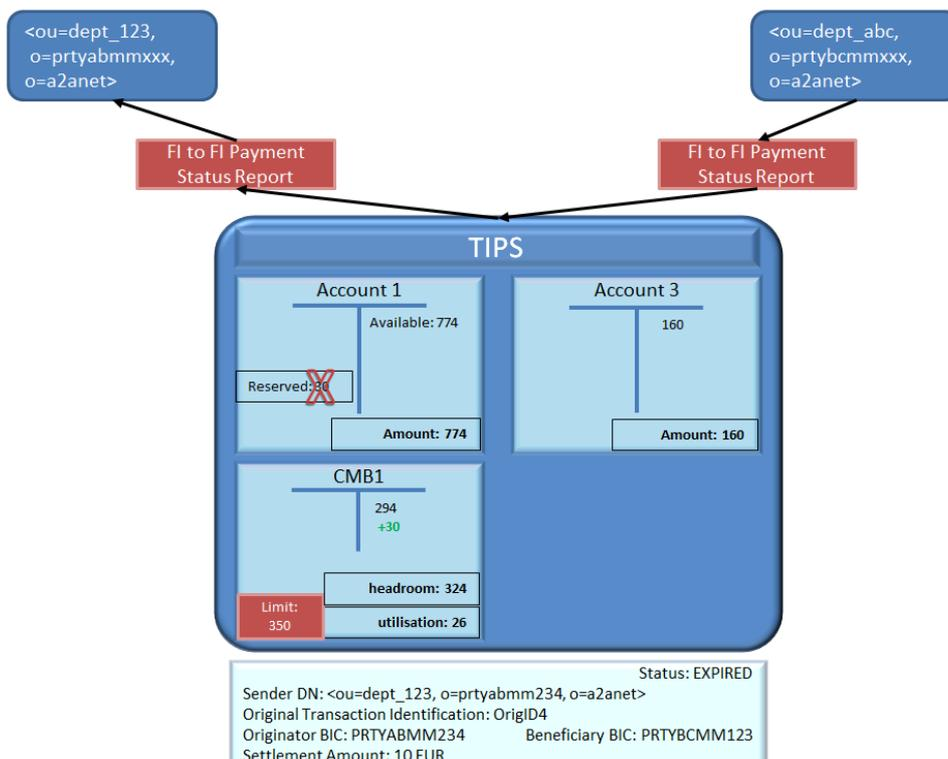 <ou=dept_123,
o=prtyabmmxxx,
o=a2anet>
<ou=dept_abc,
o=prtybcmmxxx,
o=a2anet>
FI to FI Payment
Status Report
FI to FI Payment
Status Report
TIPS
Account 1
Available: 774
Reserved: 30
Amount: 774
Account 3
160
Amount: 160
CMB1
294
+30
headroom: 324
utilisation: 26
Limit:
350
Status: EXPIRED
Sender DN: <ou=dept_123, o=prtyabmm234, o=a2anet>
Original Transaction Identification: OrigID4
Originator BIC: PRTYABMM234 Beneficiary BIC: PRTYBCMM123
Settlement Amount: 10 EUR